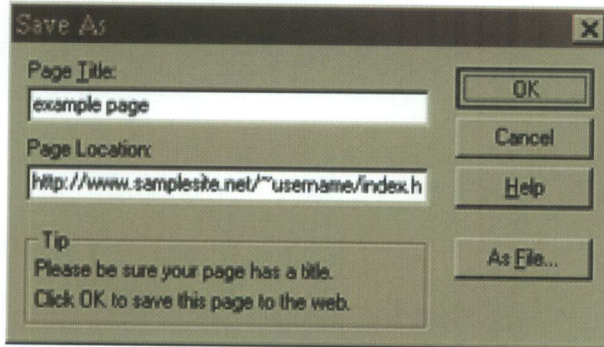 Save As
Page Title:
example page
OK
Page Location:
Cancel
http://www.samplesite.net/~username/index.h
Help
Tip
Please be sure your page has a title.
Click OK to save this page to the web.
As File...